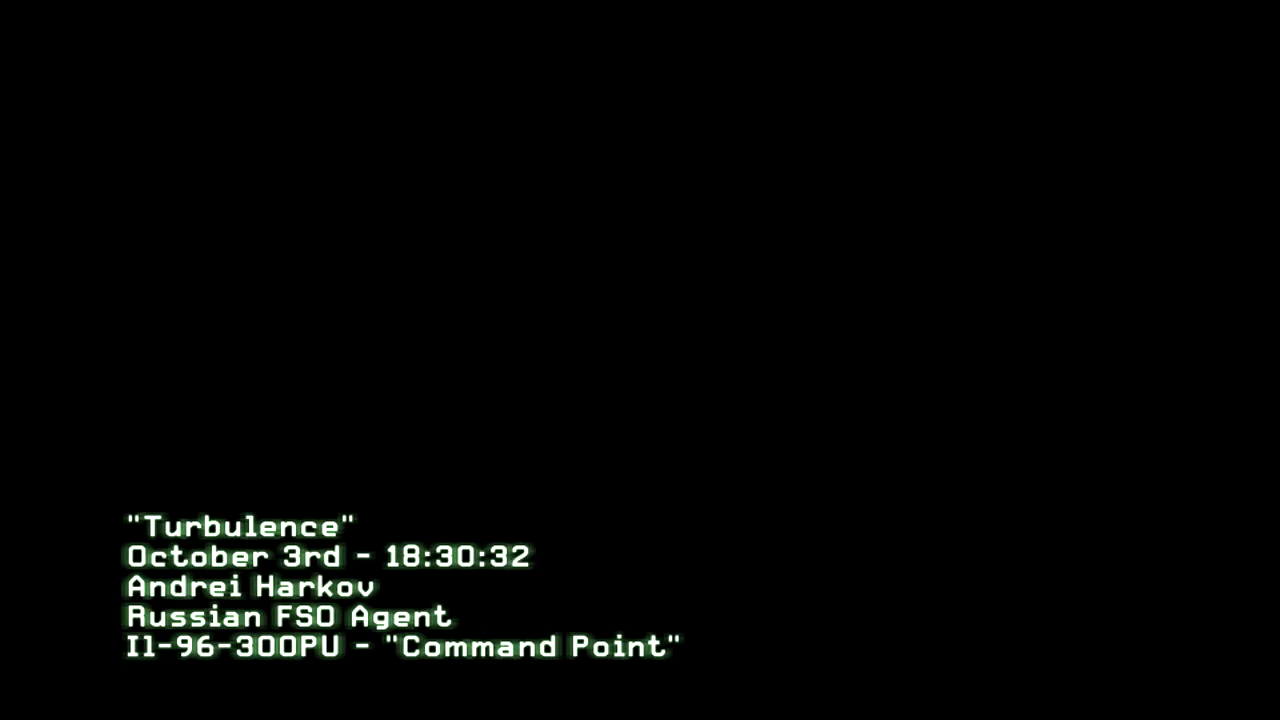 "Turbulence"
October 3rd - 18:30:32
Andrei Harkov
Russian FSO Agent
Il-96-300PU - "Command Point"